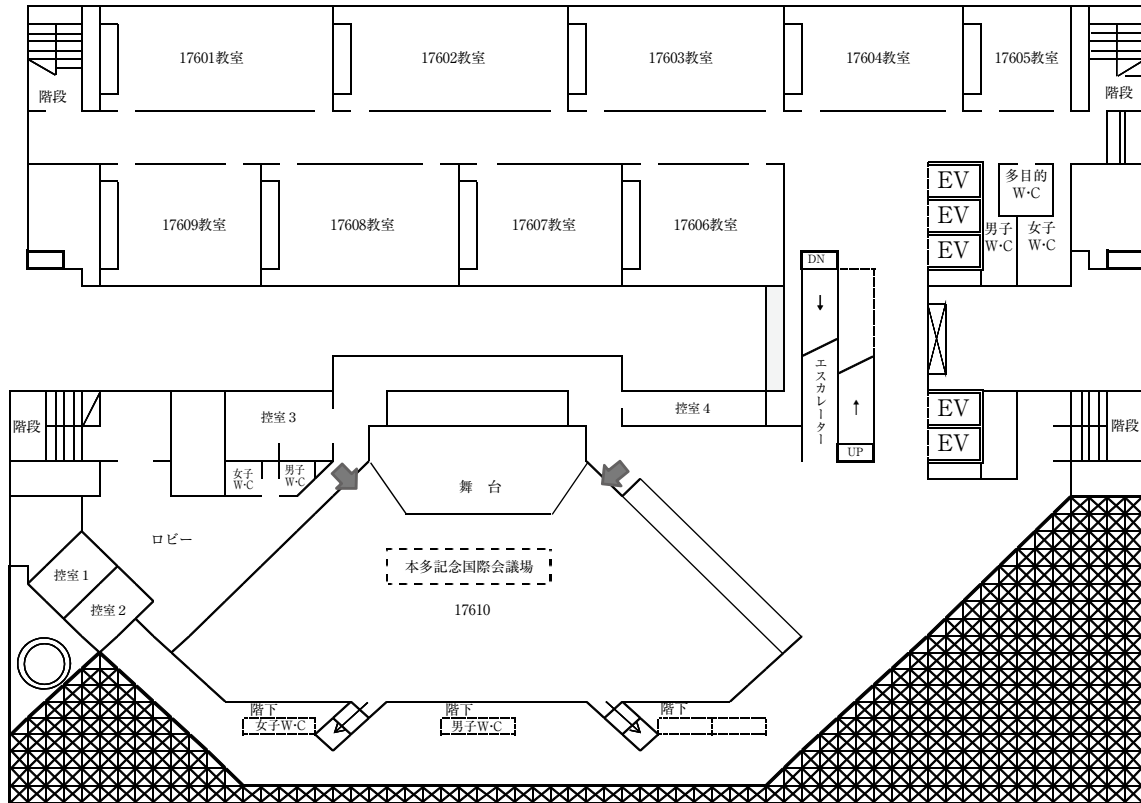 17601教室
17602教室
17603教室
17604教室
17605教室
階段
階段
EV
EV
EV
多目的
W・C
男子
W・C
女子
W・C
17609教室
17608教室
17607教室
17606教室
DN
エスカレーター
UP
EV
EV
階段
階段
控室3
控室4
女子
W・C
男子
W・C
舞 台
ロビー
本多記念国際会議場
17610
控室1
控室2
階下
女子W・C
階下
男子W・C
階下